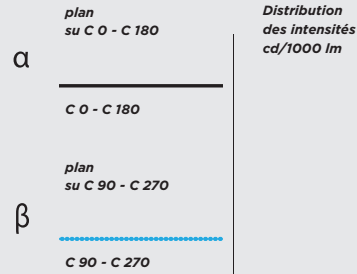 plan
su C 0 - C 180
α
C 0 - C 180
plan
su C 90 - C 270
β
C 90 - C 270
Distribution
des intensités
cd/1000 lm